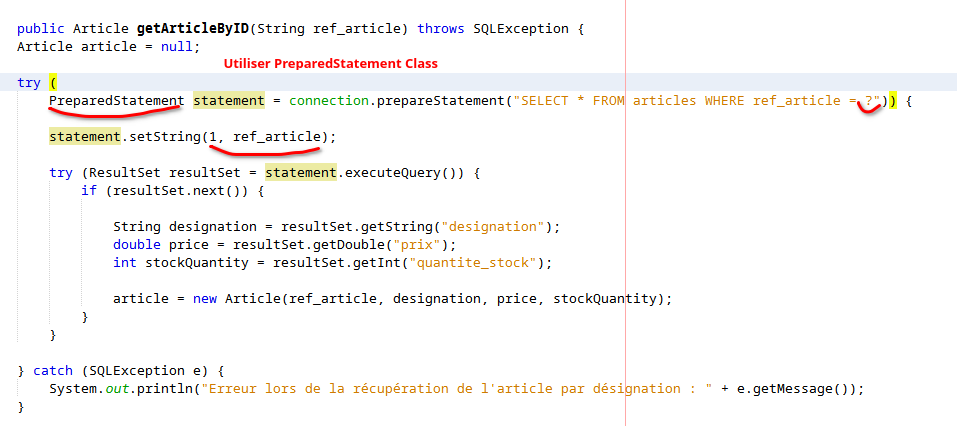 public Article getArticleByID(String ref_article) throws SQLException {
Article article = null;
Utiliser PreparedStatement Class
try (
PreparedStatement statement = connection.prepareStatement("SELECT * FROM articles WHERE ref_article = ?")) {
statement.setString(1, ref_article);
try (ResultSet resultSet = statement.executeQuery()) {
if (resultSet.next()) {
String designation = resultSet.getString("designation");
double price = resultSet.getDouble("prix");
int stockQuantity = resultSet.getInt("quantite_stock");
article = new Article(ref_article, designation, price, stockQuantity);
}
}
} catch (SQLException e) {
System.out.println("Erreur lors de la récupération de l'article par désignation : " + e.getMessage());
}